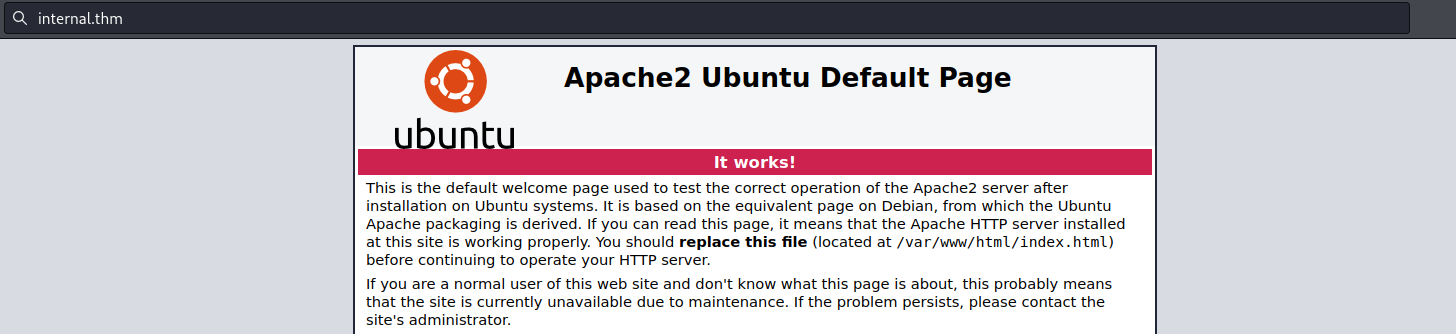 internal.thm
Apache2 Ubuntu Default Page
ubuntu
It works!
This is the default welcome page used to test the correct operation of the Apache2 server after
installation on Ubuntu systems. It is based on the equivalent page on Debian, from which the Ubuntu
Apache packaging is derived. If you can read this page, it means that the Apache HTTP server installed
at this site is working properly. You should replace this file (located at /var/www/html/index.html)
before continuing to operate your HTTP server.
If you are a normal user of this web site and don't know what this page is about, this probably means
that the site is currently unavailable due to maintenance. If the problem persists, please contact the
site's administrator.